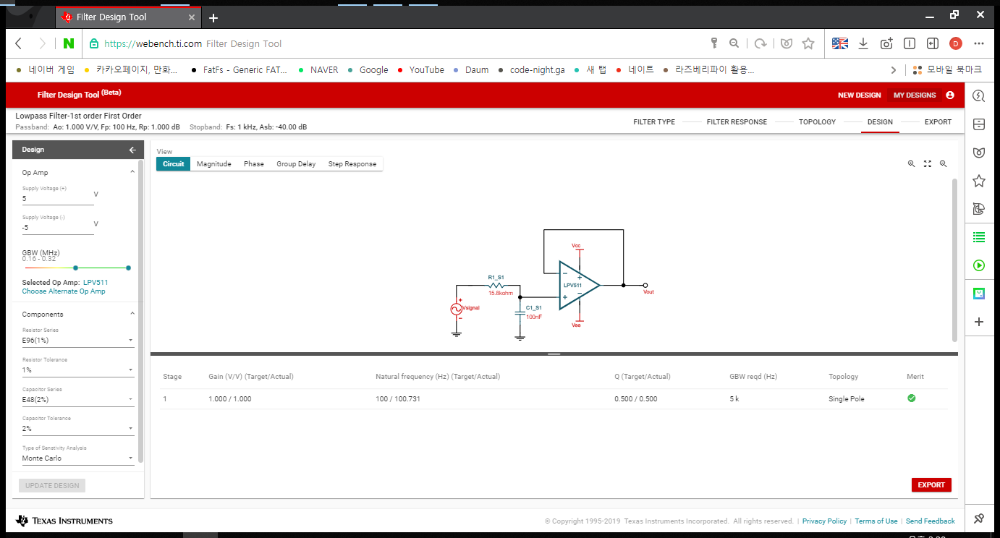 Filter Design Tool
https://webench.ti.com Filter Design Tool
D
네이버 게임 카카오페이지, 만화... FatFs - Generic FAT... NAVER Google YouTube Daum code-night.ga 새 탭 네이트 라즈베리파이 활용... 모바일 북마크
Filter Design Tool (Beta) NEW DESIGN MY DESIGNS
Lowpass Filter-1st order First Order
Passband: Ao: 1.000 V/V, Fp: 100 Hz, Rp: 1.000 dB Stopband: Fs: 1 kHz, Asb: -40.00 dB
FILTER TYPE FILTER RESPONSE TOPOLOGY DESIGN EXPORT
Design
Op Amp
Supply Voltage (+)
5 V
Supply Voltage (-)
-5 V
GBW (MHz)
0.16 - 0.32
Selected Op Amp: LPV511
Choose Alternate Op Amp
Components
Resistor Series
E96(1%)
Resistor Tolerance
1%
Capacitor Series
E48(2%)
Capacitor Tolerance
2%
Type of Senstivity Analysis
Monte Carlo
UPDATE DESIGN
View
Circuit Magnitude Phase Group Delay Step Response
Vcc
R1_S1
15.8kohm
LPV511
Vout
Vsignal
C1_S1
100nF
Vee
Stage Gain (V/V) (Target/Actual) Natural frequency (Hz) (Target/Actual) Q (Target/Actual) GBW reqd (Hz) Topology Merit
1 1.000 / 1.000 100 / 100.731 0.500 / 0.500 5 k Single Pole
EXPORT
TEXAS INSTRUMENTS
© Copyright 1995-2019 Texas Instruments Incorporated. All rights reserved. | Privacy Policy | Terms of Use | Send Feedback